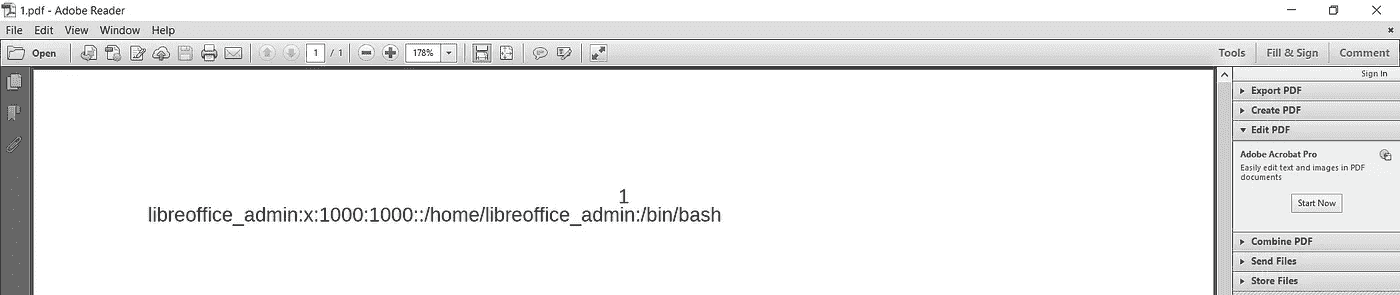 1.pdf - Adobe Reader
File Edit View Window Help
Open 1 / 1 178% Tools Fill & Sign Comment
Sign In
Export PDF
Create PDF
Edit PDF
Adobe Acrobat Pro
Easily edit text and images in PDF
documents
Start Now
Combine PDF
Send Files
Store Files
1
libreoffice_admin:x:1000:1000::/home/libreoffice_admin:/bin/bash